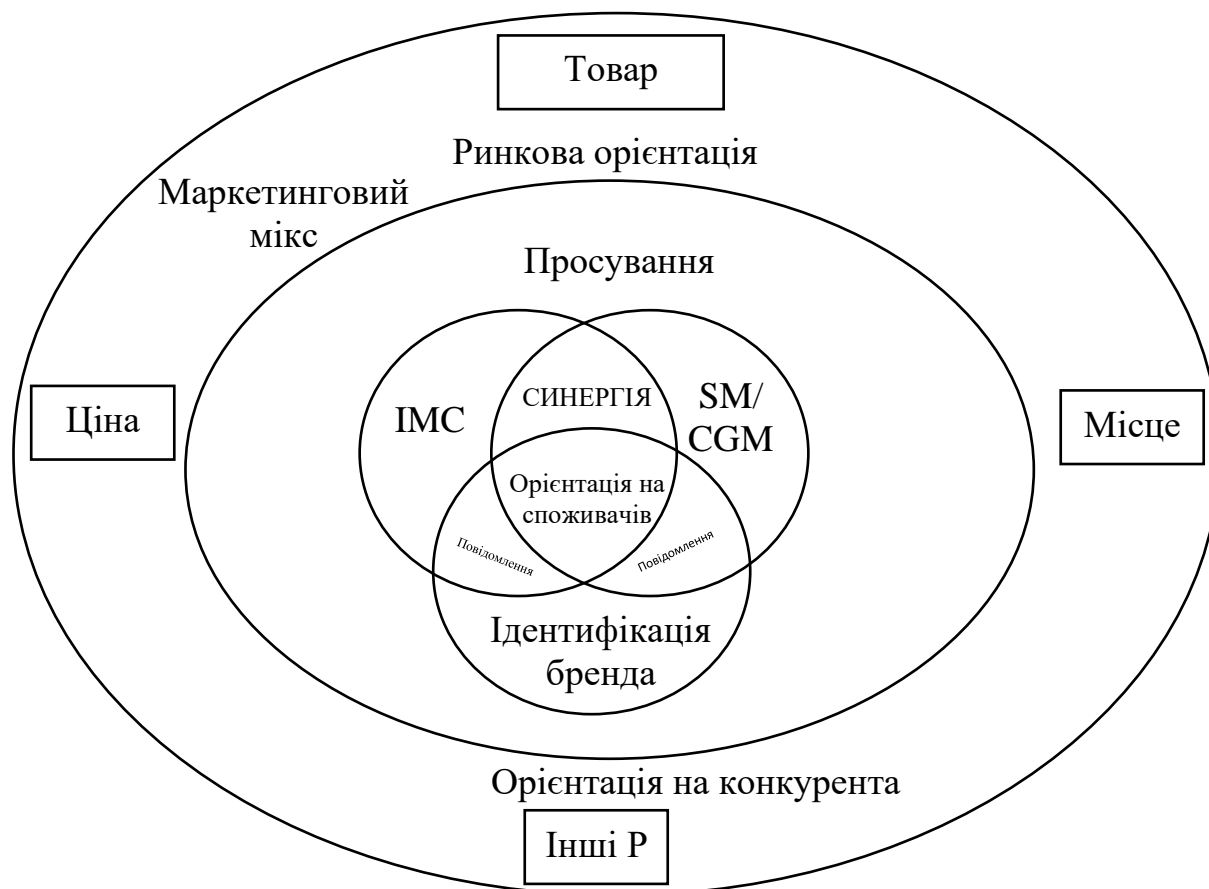 Товар
Ринкова орієнтація
Маркетинговий
мікс
Просування
СИНЕРГІЯ
ІМС
SM/
CGM
Ціна
Місце
Орієнтація на
споживачів
Повідомлення
Повідомлення
Ідентифікація
бренда
Орієнтація на конкурента
Інші Р